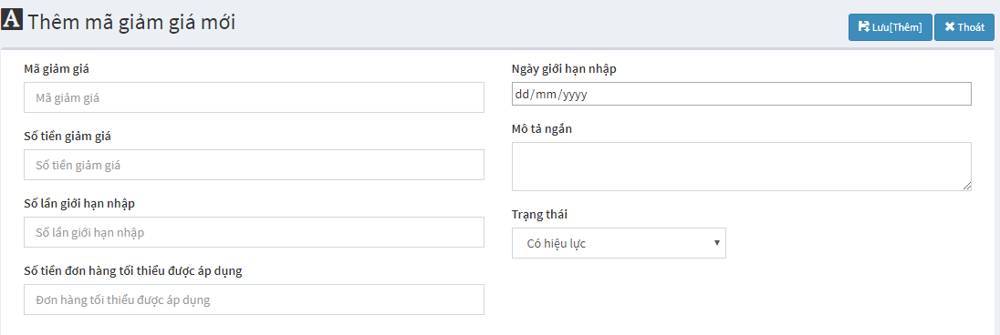 A Thêm mã giảm giá mới
Lưu[Thêm] Thoát
Mã giảm giá
Mã giảm giá
Số tiền giảm giá
Số tiền giảm giá
Số lần giới hạn nhập
Số lần giới hạn nhập
Số tiền đơn hàng tối thiểu được áp dụng
Đơn hàng tối thiểu được áp dụng
Ngày giới hạn nhập
dd/mm/yyyy
Mô tả ngắn
Trạng thái
Có hiệu lực